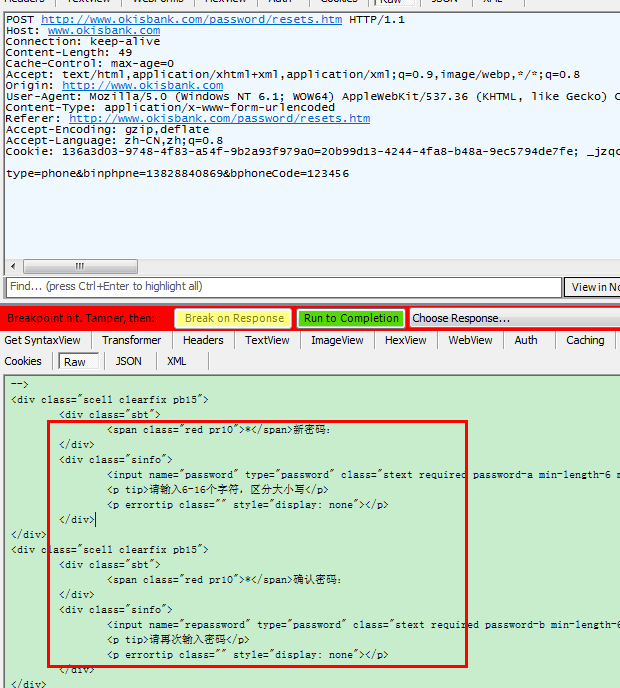 Headers TextView WebForms HexView Auth Cookies Raw JSON XML
POST http://www.okisbank.com/password/resets.htm HTTP/1.1
Host: www.okisbank.com
Connection: keep-alive
Content-Length: 49
Cache-Control: max-age=0
Accept: text/html,application/xhtml+xml,application/xml;q=0.9,image/webp,*/*;q=0.8
Origin: http://www.okisbank.com
User-Agent: Mozilla/5.0 (Windows NT 6.1; WOW64) AppleWebKit/537.36 (KHTML, like Gecko) C
Content-Type: application/x-www-form-urlencoded
Referer: http://www.okisbank.com/password/resets.htm
Accept-Encoding: gzip,deflate
Accept-Language: zh-CN,zh;q=0.8
Cookie: 136a3d03-9748-4f83-a54f-9b2a93f979a0=20b99d13-4244-4fa8-b48a-9ec5794de7fe; _jzqc
type=phone&binphpne=13828840869&bphoneCode=123456
Find... (press Ctrl+Enter to highlight all) View in No
Breakpoint hit. Tamper, then: Break on Response Run to Completion Choose Response...
Get SyntaxView Transformer Headers TextView ImageView HexView WebView Auth Caching
Cookies Raw JSON XML
-->
<div class="scell clearfix pb15">
<div class="sbt">
<span class="red pr10">*</span>新密码：
</div>
<div class="sinfo">
<input name="password" type="password" class="stext required password-a min-length-6 m
<p tip>请输入6-16个字符，区分大小写</p>
<p errortip class="" style="display: none"></p>
</div>
</div>
<div class="scell clearfix pb15">
<div class="sbt">
<span class="red pr10">*</span>确认密码：
</div>
<div class="sinfo">
<input name="repassword" type="password" class="stext required password-b min-length-6
<p tip>请再次输入密码</p>
<p errortip class="" style="display: none"></p>
</div>
</div>